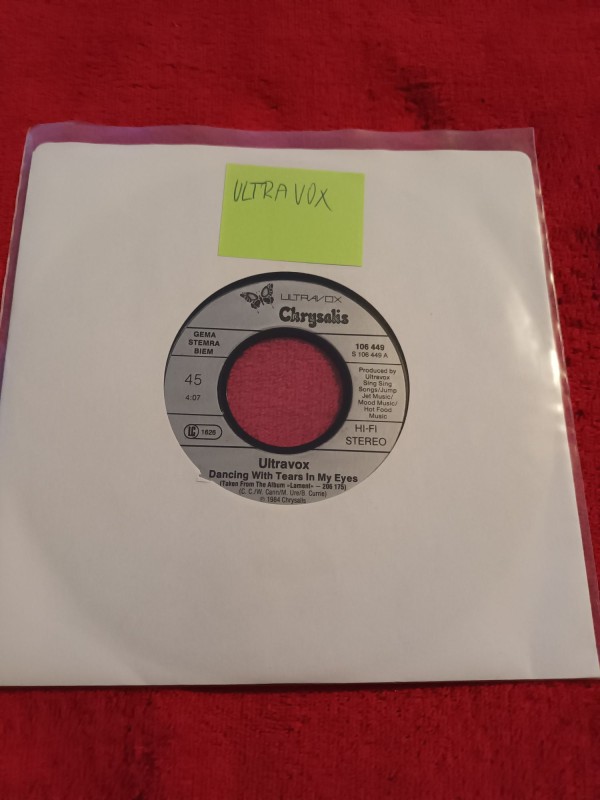 ULTRAVOX
ULTRAVOX
Chrysalis
GEMA
STEMRA
BIEM
45
4:07
LC 1626
106 449
S 106 449 A
Produced by
Ultravox
Sing Sing
Songs/Jump
Jet Music/
Mood Music/
Hot Food
Music
HI-FI
STEREO
Ultravox
Dancing With Tears In My Eyes
(Taken From The Album »Lament« – 206 175)
(C. C./W. Cann/M. Ure/B. Currie)
℗ 1984 Chrysalis